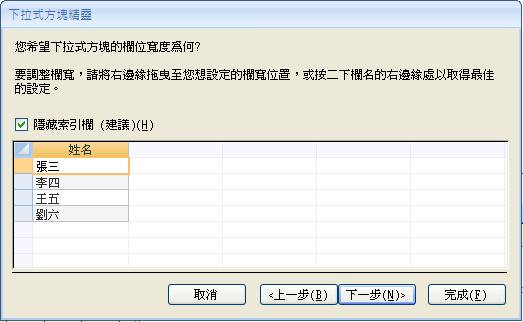 下拉式方塊精靈
您希望下拉式方塊的欄位寬度為何?
要調整欄寬，請將右邊緣拖曳至您想設定的欄寬位置，或按二下欄名的右邊緣處以取得最佳
的設定。
隱藏索引欄 (建議)(H)
姓名
張三
李四
王五
劉六
取消
<上一步(B)
下一步(N)>
完成(F)